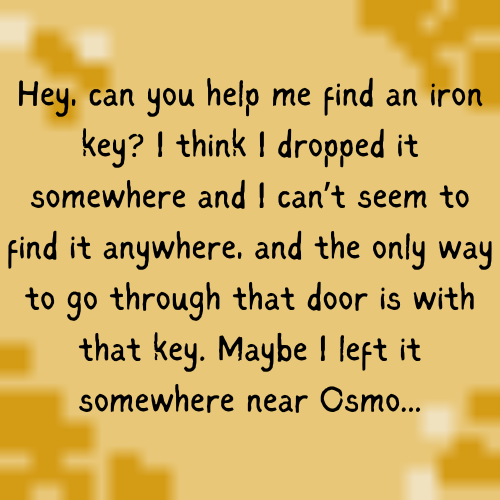 Hey, can you help me find an iron
key? I think I dropped it
somewhere and I can't seem to
find it anywhere, and the only way
to go through that door is with
that key. Maybe I left it
somewhere near Osmo...